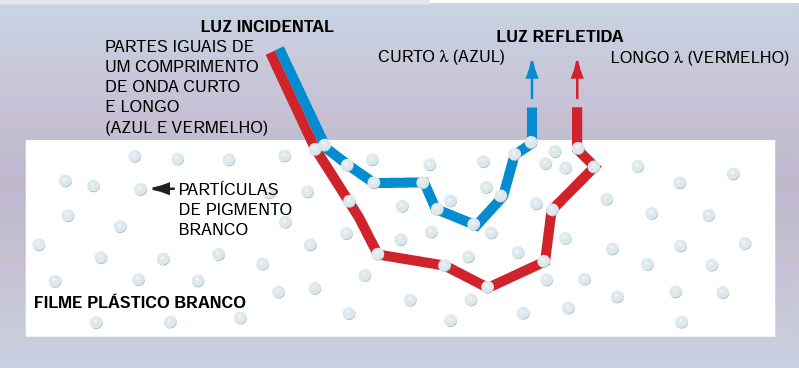 LUZ INCIDENTAL
PARTES IGUAIS DE
UM COMPRIMENTO
DE ONDA CURTO
E LONGO
(AZUL E VERMELHO)
LUZ REFLETIDA
CURTO λ (AZUL)
LONGO λ (VERMELHO)
PARTÍCULAS
DE PIGMENTO
BRANCO
FILME PLÁSTICO BRANCO